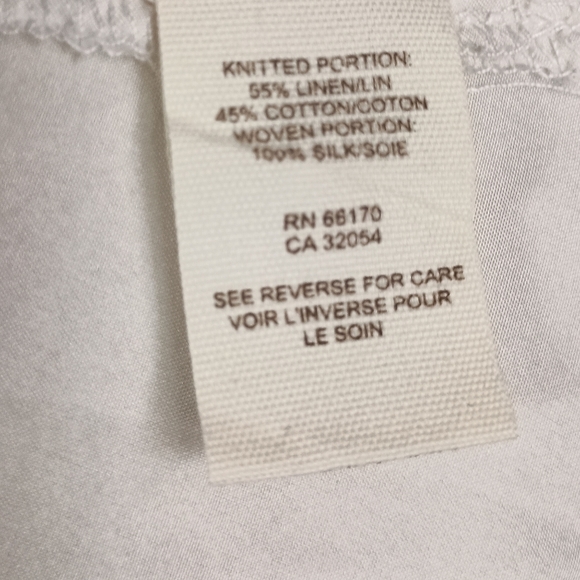 KNITTED PORTION:
55% LINEN/LIN
45% COTTON/COTON
WOVEN PORTION:
100% SILK/SOIE
RN 66170
CA 32054
SEE REVERSE FOR CARE
VOIR L'INVERSE POUR
LE SOIN